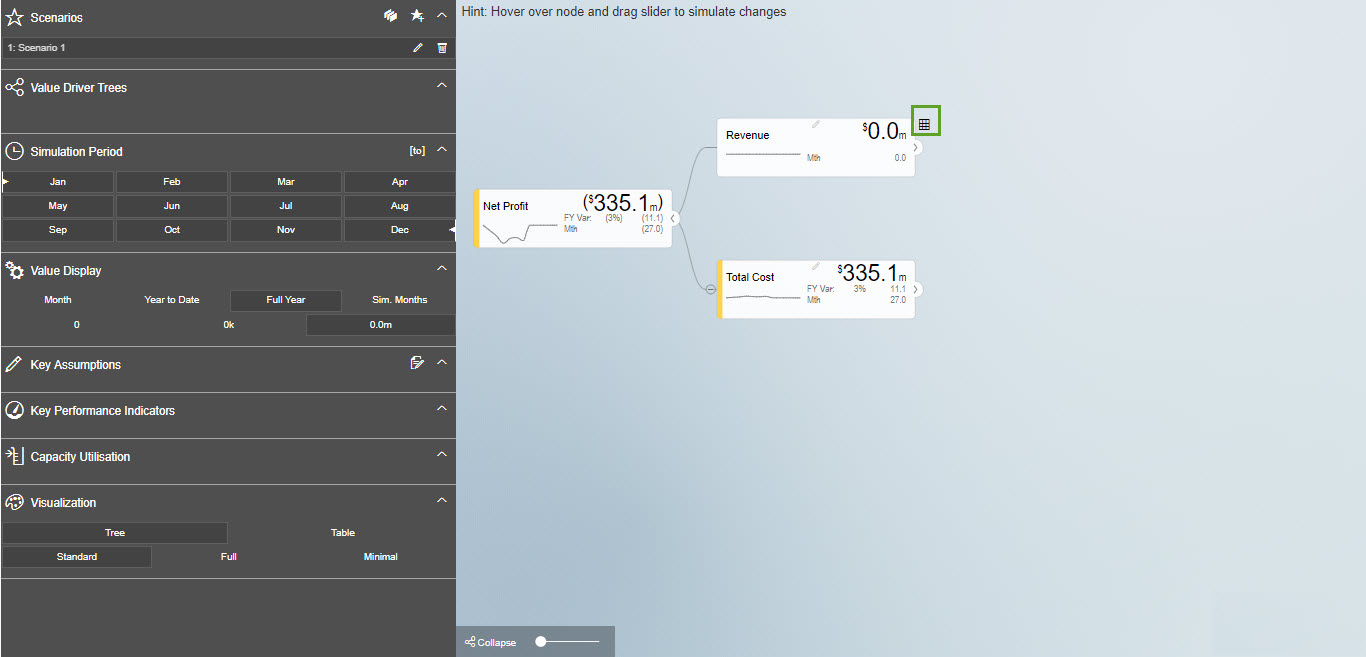 Scenarios
1: Scenario 1
Value Driver Trees
Simulation Period [to]
Jan Feb Mar Apr
May Jun Jul Aug
Sep Oct Nov Dec
Value Display
Month Year to Date Full Year Sim. Months
0 0k 0.0m
Key Assumptions
Key Performance Indicators
Capacity Utilisation
Visualization
Tree Table
Standard Full Minimal
Hint: Hover over node and drag slider to simulate changes
Revenue $0.0m
Mth 0.0
Net Profit ($335.1m)
FY Var: (3%) (11.1)
Mth (27.0)
Total Cost $335.1m
FY Var: 3% 11.1
Mth 27.0
Collapse